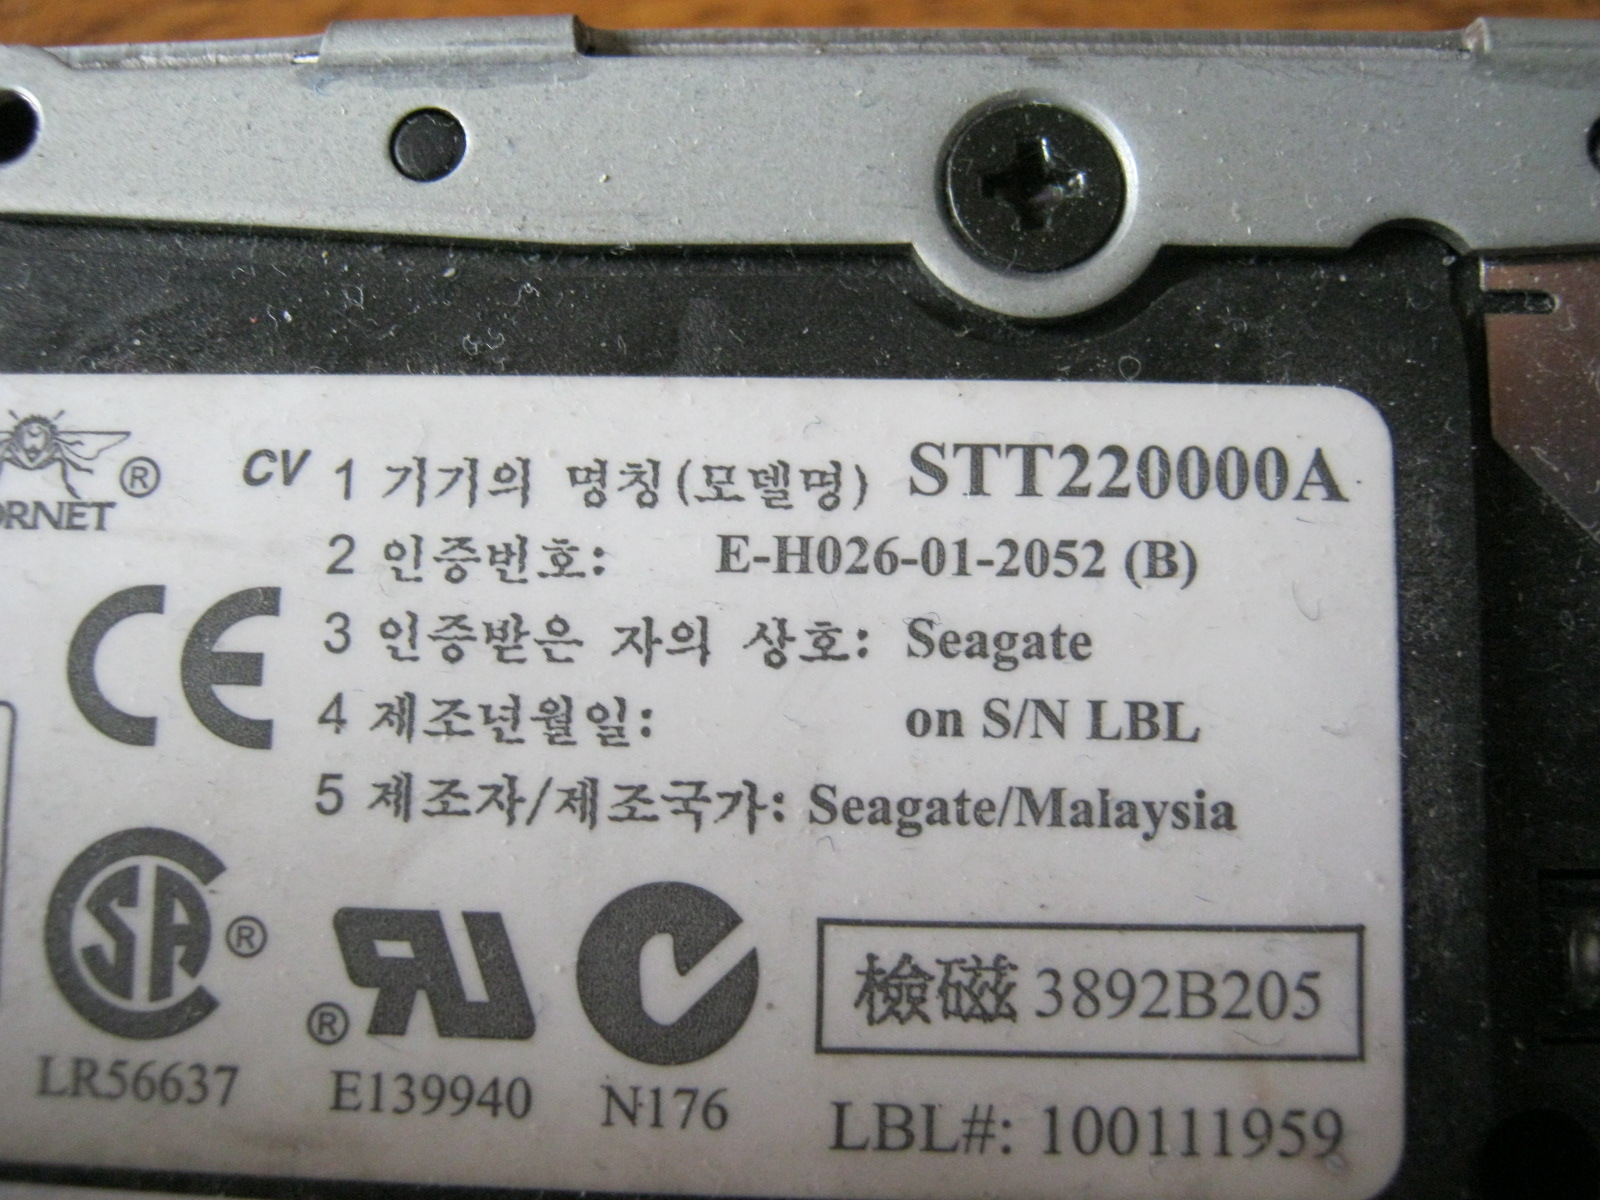 ORNET ®
CV 1 기기의 명칭(모델명) STT220000A
2 인증번호: E-H026-01-2052 (B)
3 인증받은 자의 상호: Seagate
4 제조년월일: on S/N LBL
5 제조자/제조국가: Seagate/Malaysia
CE
SA ®
LR56637
® RU
E139940
N176
檢磁 3892B205
LBL#: 100111959